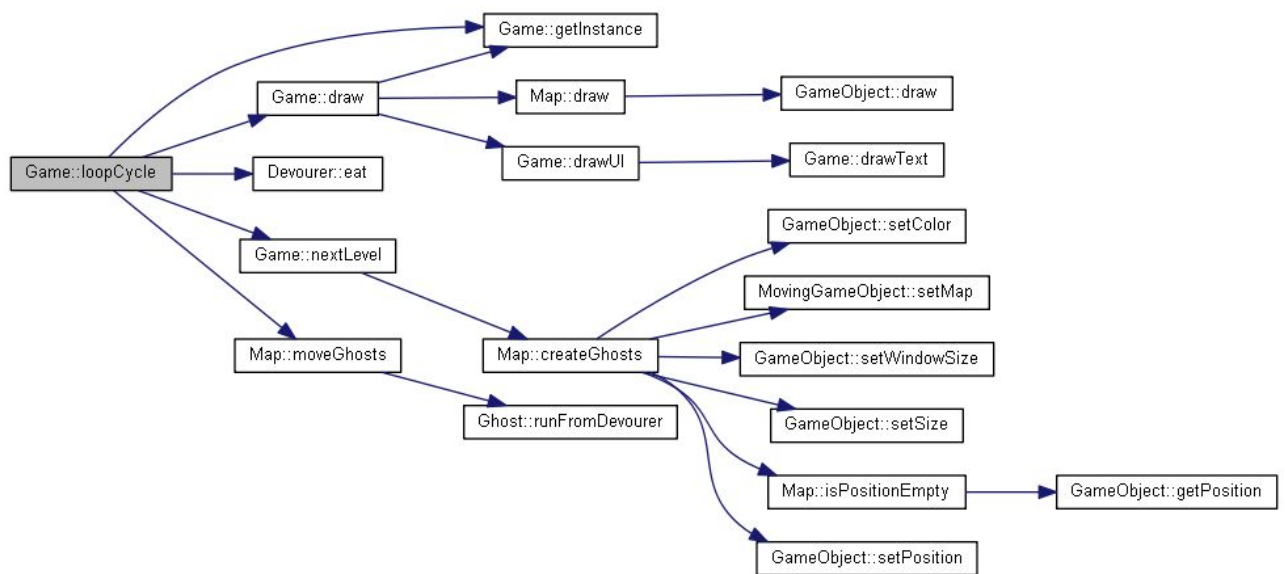 Game::getInstance
Game::draw
Map::draw
GameObject::draw
Game::drawUI
Game::drawText
Game::loopCycle
Devourer::eat
GameObject::setColor
Game::nextLevel
MovingGameObject::setMap
Map::moveGhosts
Map::createGhosts
GameObject::setWindowSize
Ghost::runFromDevourer
GameObject::setSize
Map::isPositionEmpty
GameObject::getPosition
GameObject::setPosition